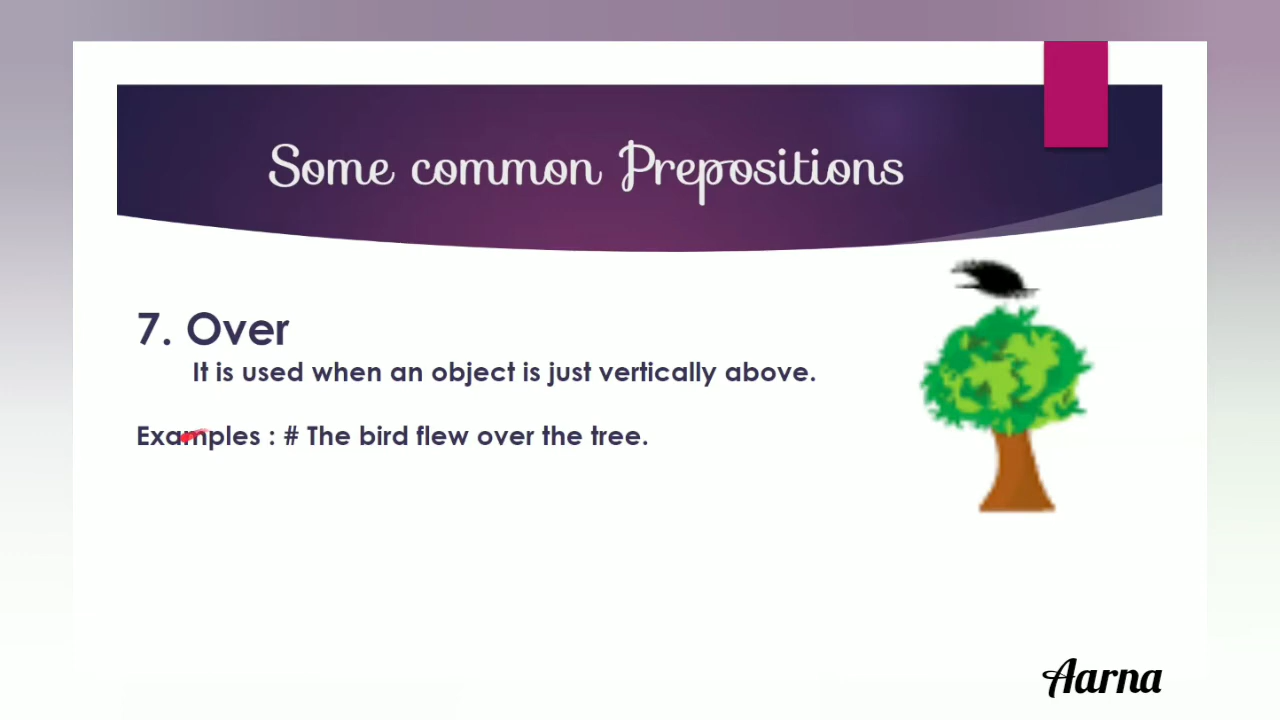 Some common Prepositions
7. Over
It is used when an object is just vertically above.
Examples : # The bird flew over the tree.
Aarna